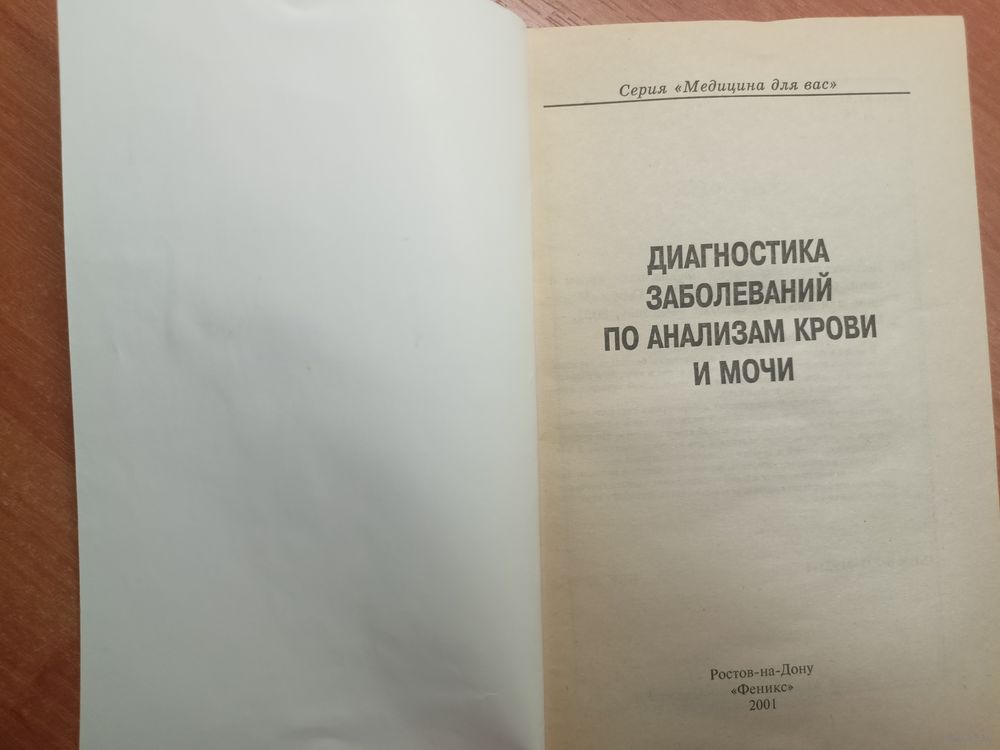 Серия «Медицина для вас»
ДИАГНОСТИКА
ЗАБОЛЕВАНИЙ
ПО АНАЛИЗАМ КРОВИ
И МОЧИ
Ростов-на-Дону
«Феникс»
2001